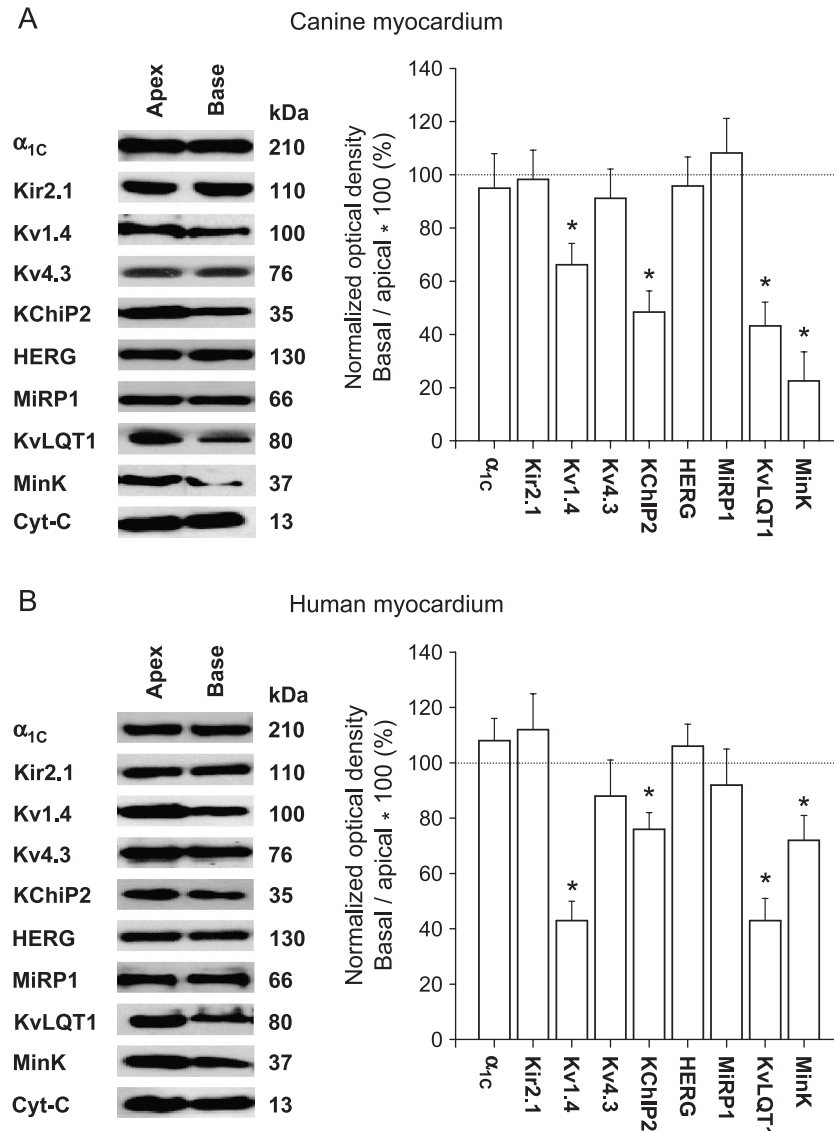 A
Canine myocardium
Apex
Base
kDa
α1C
210
Kir2.1
110
Kv1.4
100
Kv4.3
76
KChiP2
35
HERG
130
MiRP1
66
KvLQT1
80
MinK
37
Cyt-C
13
Normalized optical density
Basal / apical * 100 (%)
140
120
100
80
60
40
20
0
*
*
*
*
α1C
Kir2.1
Kv1.4
Kv4.3
KChIP2
HERG
MiRP1
KvLQT1
MinK
B
Human myocardium
Apex
Base
kDa
α1C
210
Kir2.1
110
Kv1.4
100
Kv4.3
76
KChiP2
35
HERG
130
MiRP1
66
KvLQT1
80
MinK
37
Cyt-C
13
Normalized optical density
Basal / apical * 100 (%)
140
120
100
80
60
40
20
0
*
*
*
*
α1C
Kir2.1
Kv1.4
Kv4.3
KChIP2
HERG
MiRP1
KvLQT1
MinK